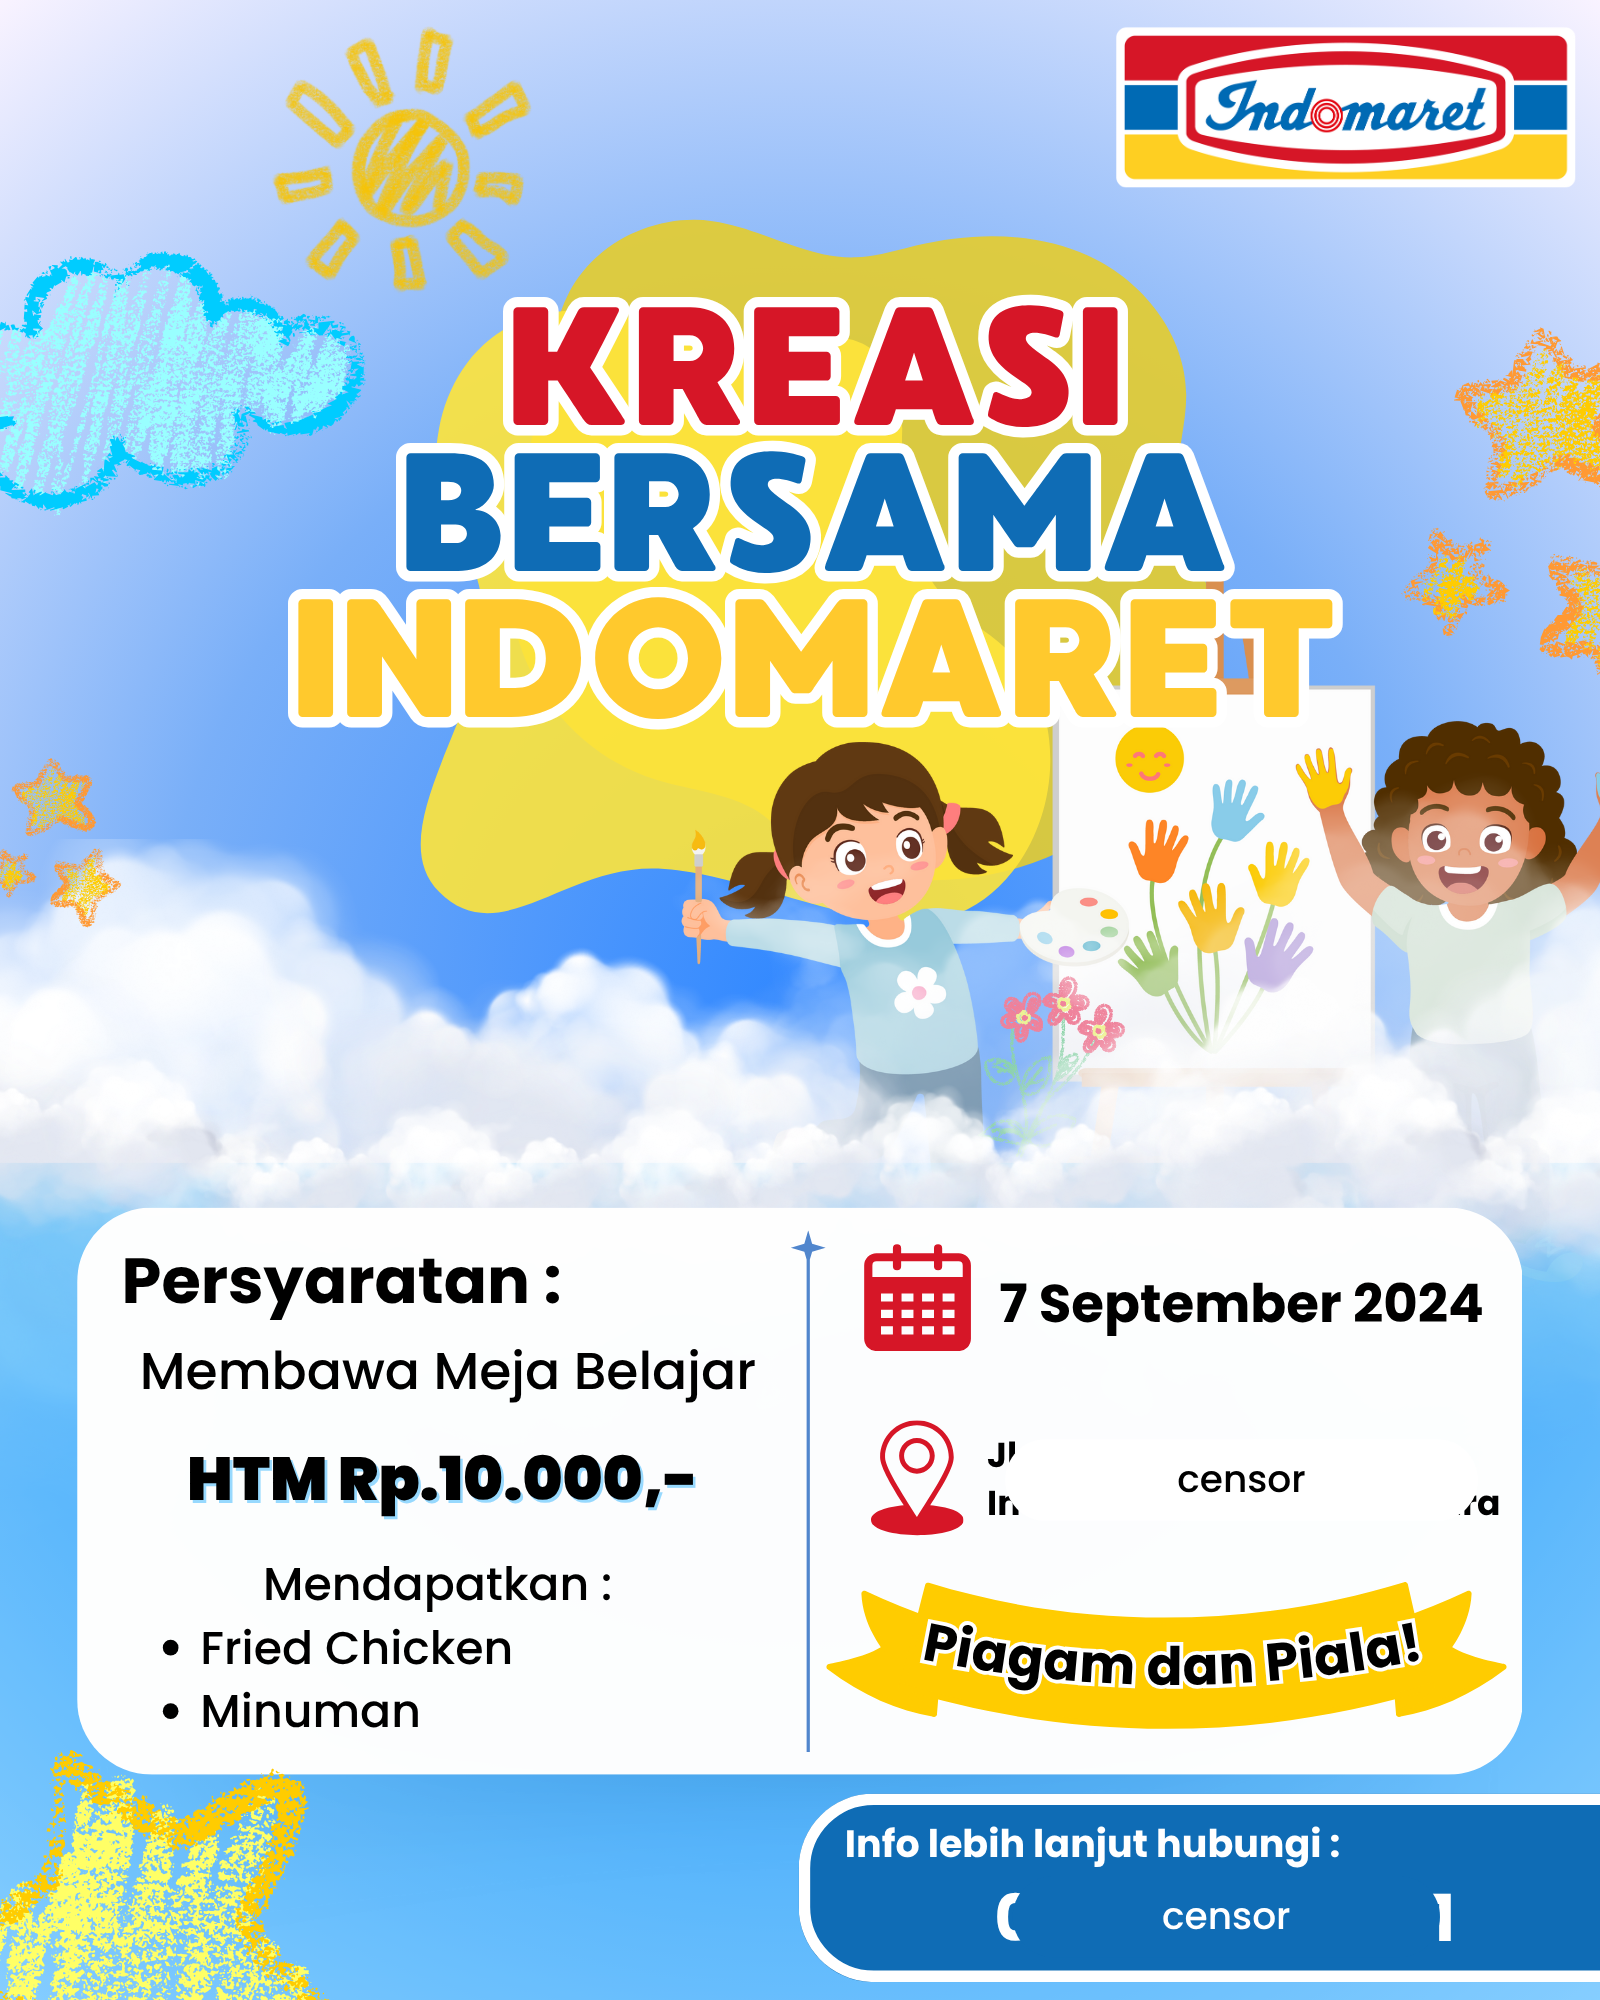 Indomaret
KREASI
BERSAMA
INDOMARET
Persyaratan :
Membawa Meja Belajar
HTM Rp.10.000,-
Mendapatkan :
• Fried Chicken
• Minuman
7 September 2024
censor
Piagam dan Piala!
Info lebih lanjut hubungi :
censor